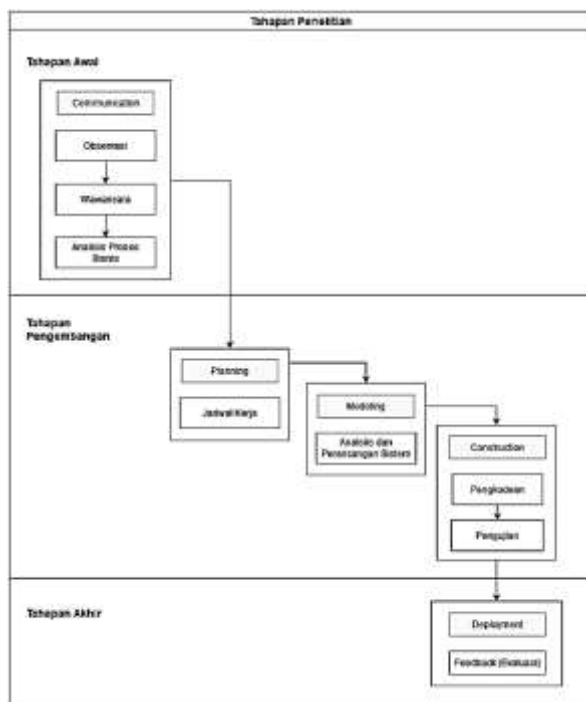 Tahapan Penelitian
Tahapan Awal
Communication
Observasi
Wawancara
Analisis Proses
Bisnis
Tahapan
Pengembangan
Planning
Jadwal Kerja
Modeling
Analisis dan
Perancangan Sistem
Construction
Pengkodean
Pengujian
Tahapan Akhir
Deployment
Feedback (Evaluasi)